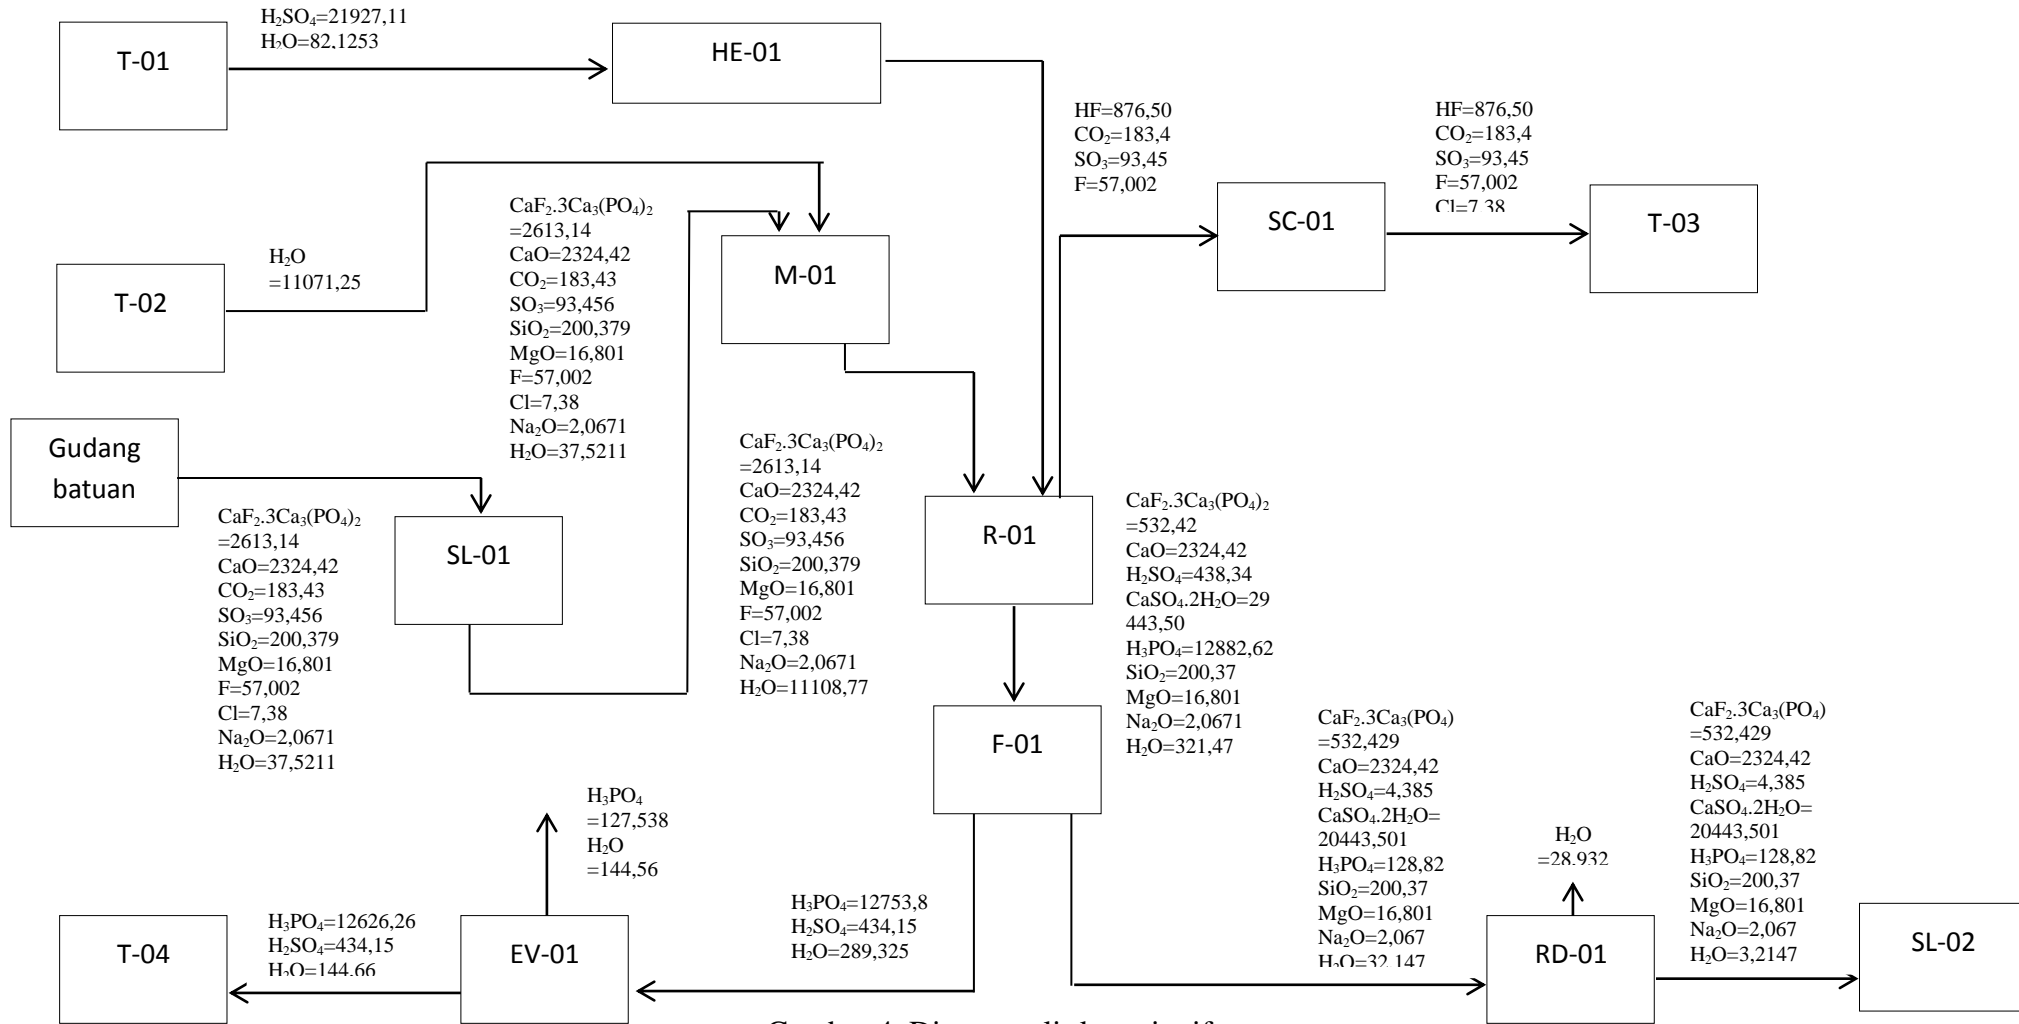 H₂SO₄=21927,11
H₂O=82,1253
T-01
HE-01
HF=876,50
CO₂=183,4
SO₃=93,45
F=57,002
HF=876,50
CO₂=183,4
SO₃=93,45
F=57,002
Cl=7,38
SC-01
T-03
H₂O
=11071,25
T-02
CaF₂.3Ca₃(PO₄)₂
=2613,14
CaO=2324,42
CO₂=183,43
SO₃=93,456
SiO₂=200,379
MgO=16,801
F=57,002
Cl=7,38
Na₂O=2,0671
H₂O=37,5211
M-01
Gudang
batuan
CaF₂.3Ca₃(PO₄)₂
=2613,14
CaO=2324,42
CO₂=183,43
SO₃=93,456
SiO₂=200,379
MgO=16,801
F=57,002
Cl=7,38
Na₂O=2,0671
H₂O=37,5211
SL-01
CaF₂.3Ca₃(PO₄)₂
=2613,14
CaO=2324,42
CO₂=183,43
SO₃=93,456
SiO₂=200,379
MgO=16,801
F=57,002
Cl=7,38
Na₂O=2,0671
H₂O=11108,77
R-01
CaF₂.3Ca₃(PO₄)₂
=532,42
CaO=2324,42
H₂SO₄=438,34
CaSO₄.2H₂O=29
443,50
H₃PO₄=12882,62
SiO₂=200,37
MgO=16,801
Na₂O=2,0671
H₂O=321,47
F-01
CaF₂.3Ca₃(PO₄)
=532,429
CaO=2324,42
H₂SO₄=4,385
CaSO₄.2H₂O=
20443,501
H₃PO₄=128,82
SiO₂=200,37
MgO=16,801
Na₂O=2,067
H₂O=32,147
H₂O
=28,932
CaF₂.3Ca₃(PO₄)
=532,429
CaO=2324,42
H₂SO₄=4,385
CaSO₄.2H₂O=
20443,501
H₃PO₄=128,82
SiO₂=200,37
MgO=16,801
Na₂O=2,067
H₂O=3,2147
H₃PO₄
=127,538
H₂O
=144,56
H₃PO₄=12753,8
H₂SO₄=434,15
H₂O=289,325
H₃PO₄=12626,26
H₂SO₄=434,15
H₂O=144,66
T-04
EV-01
RD-01
SL-02